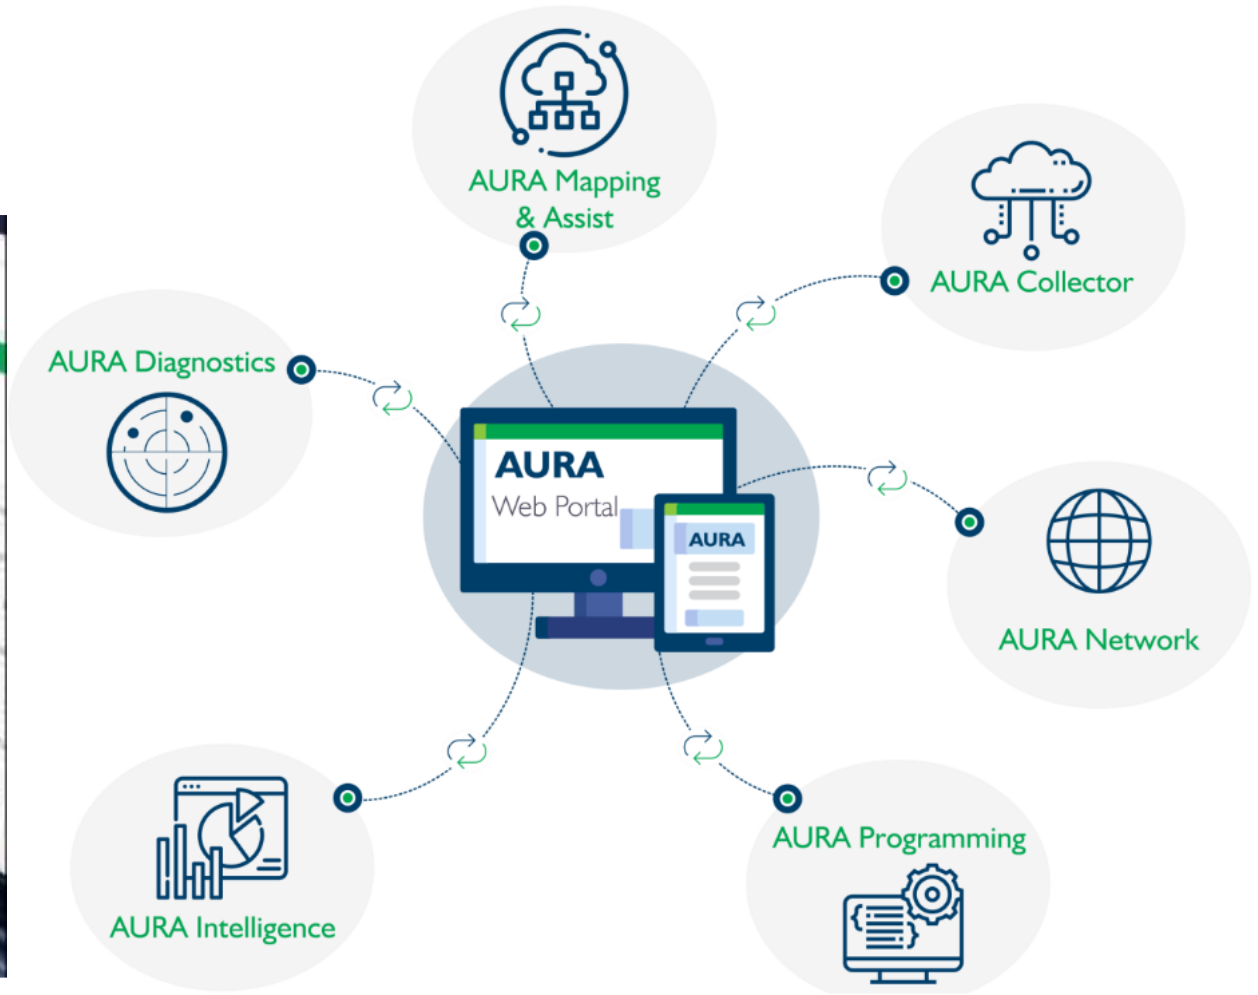 AURA Mapping
& Assist
AURA Collector
AURA Diagnostics
AURA
Web Portal
AURA
AURA Network
AURA Programming
AURA Intelligence